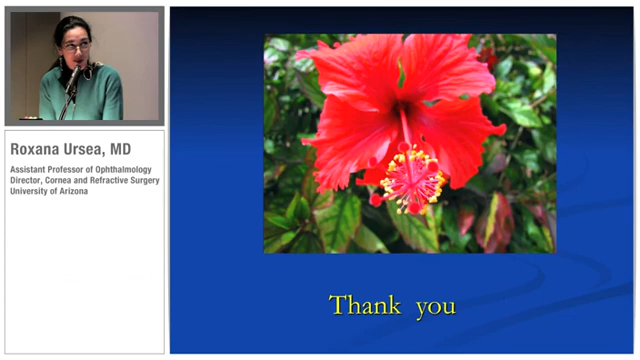 Roxana Ursea, MD
Assistant Professor of Ophthalmology
Director, Cornea and Refractive Surgery
University of Arizona
Thank you